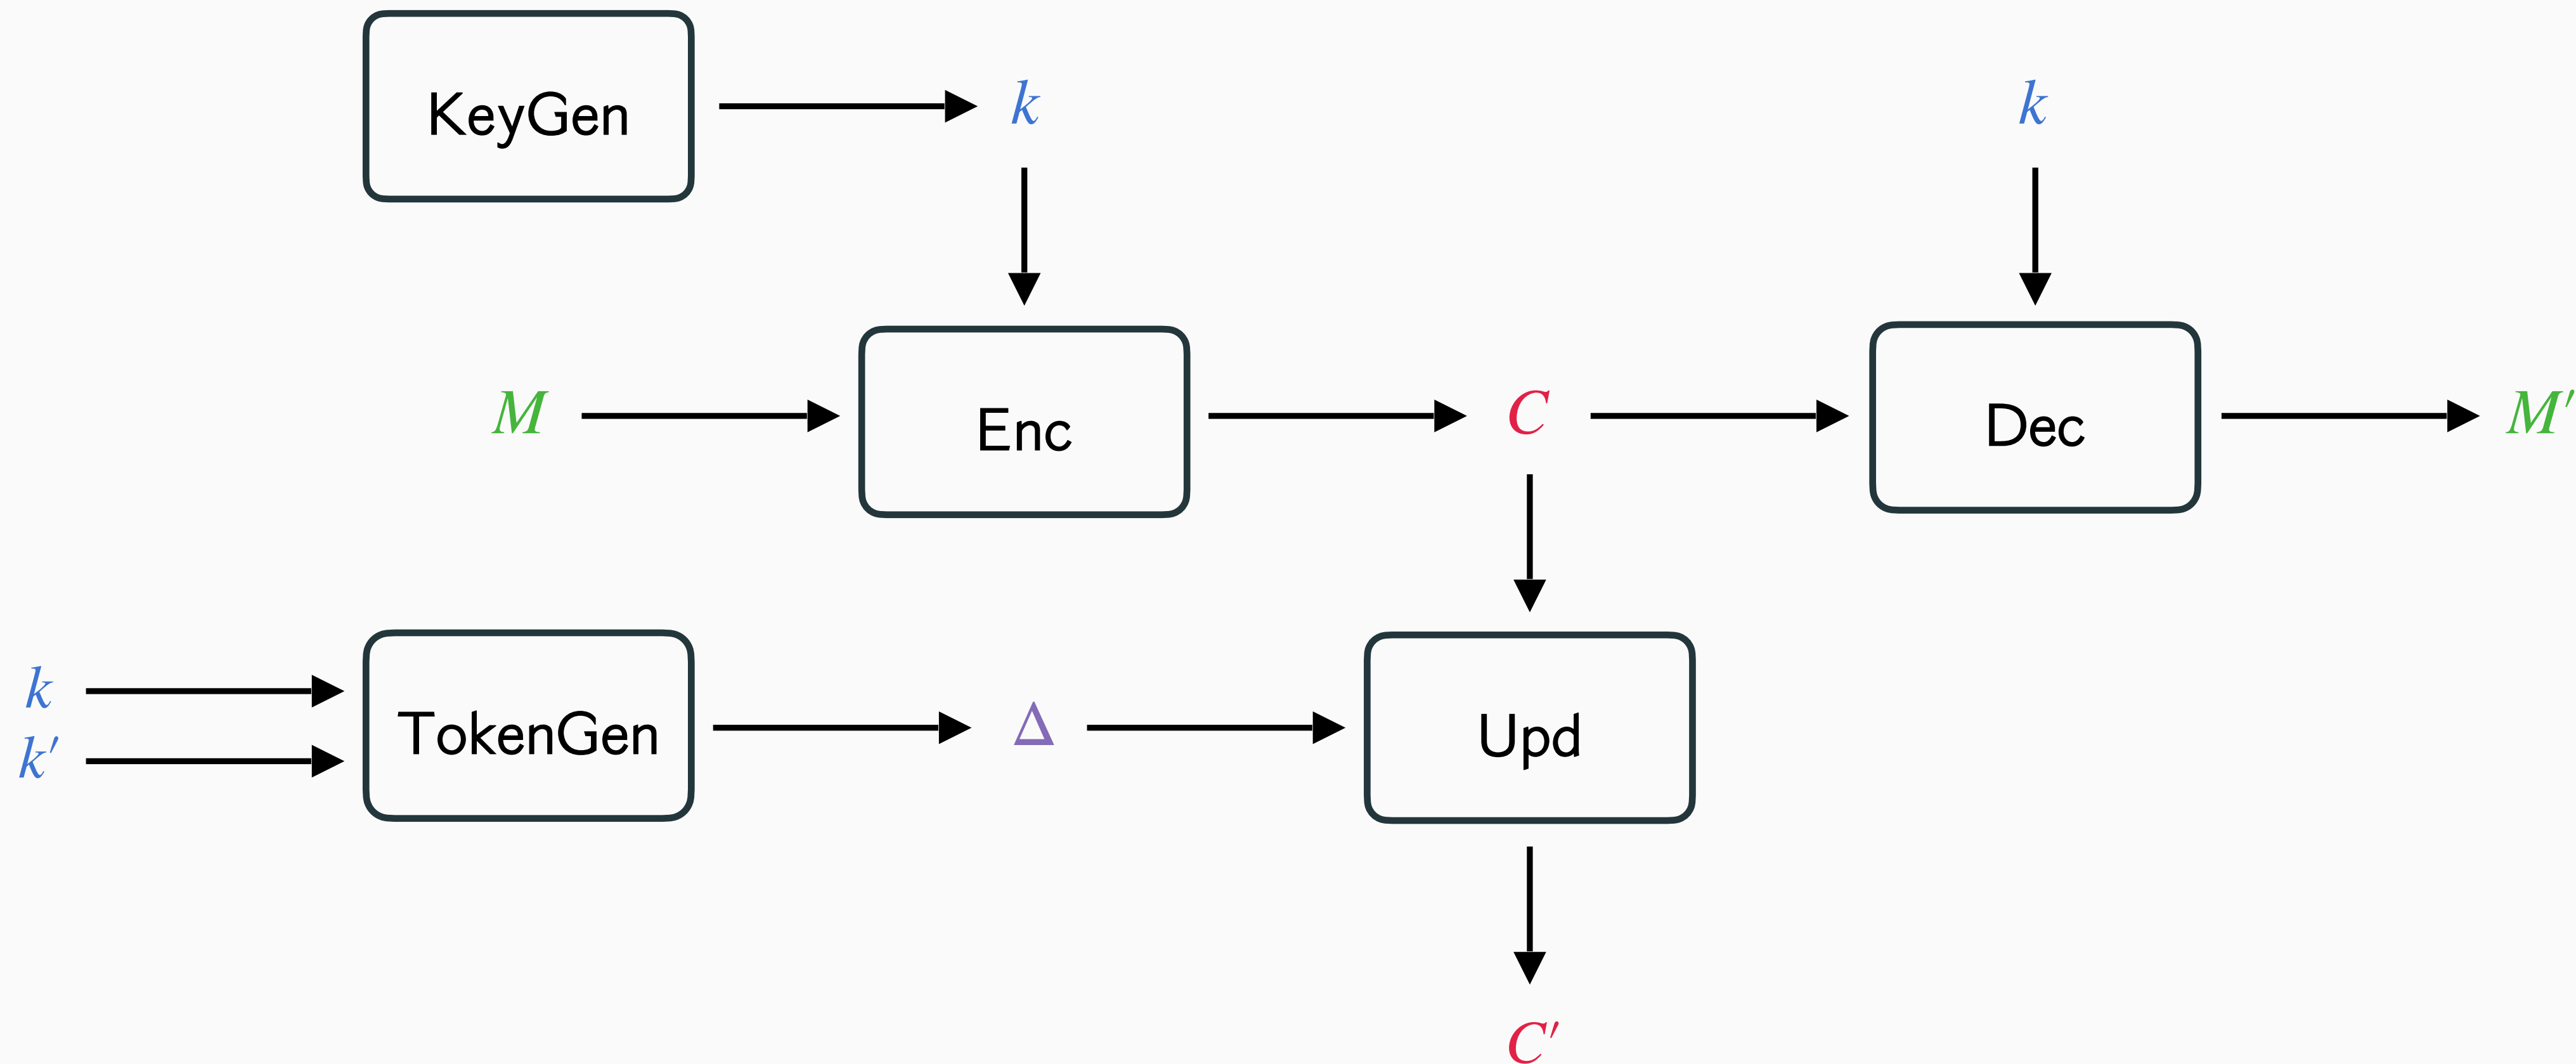 KeyGen k k
M Enc C Dec M′
k
k′ TokenGen Δ Upd
C′